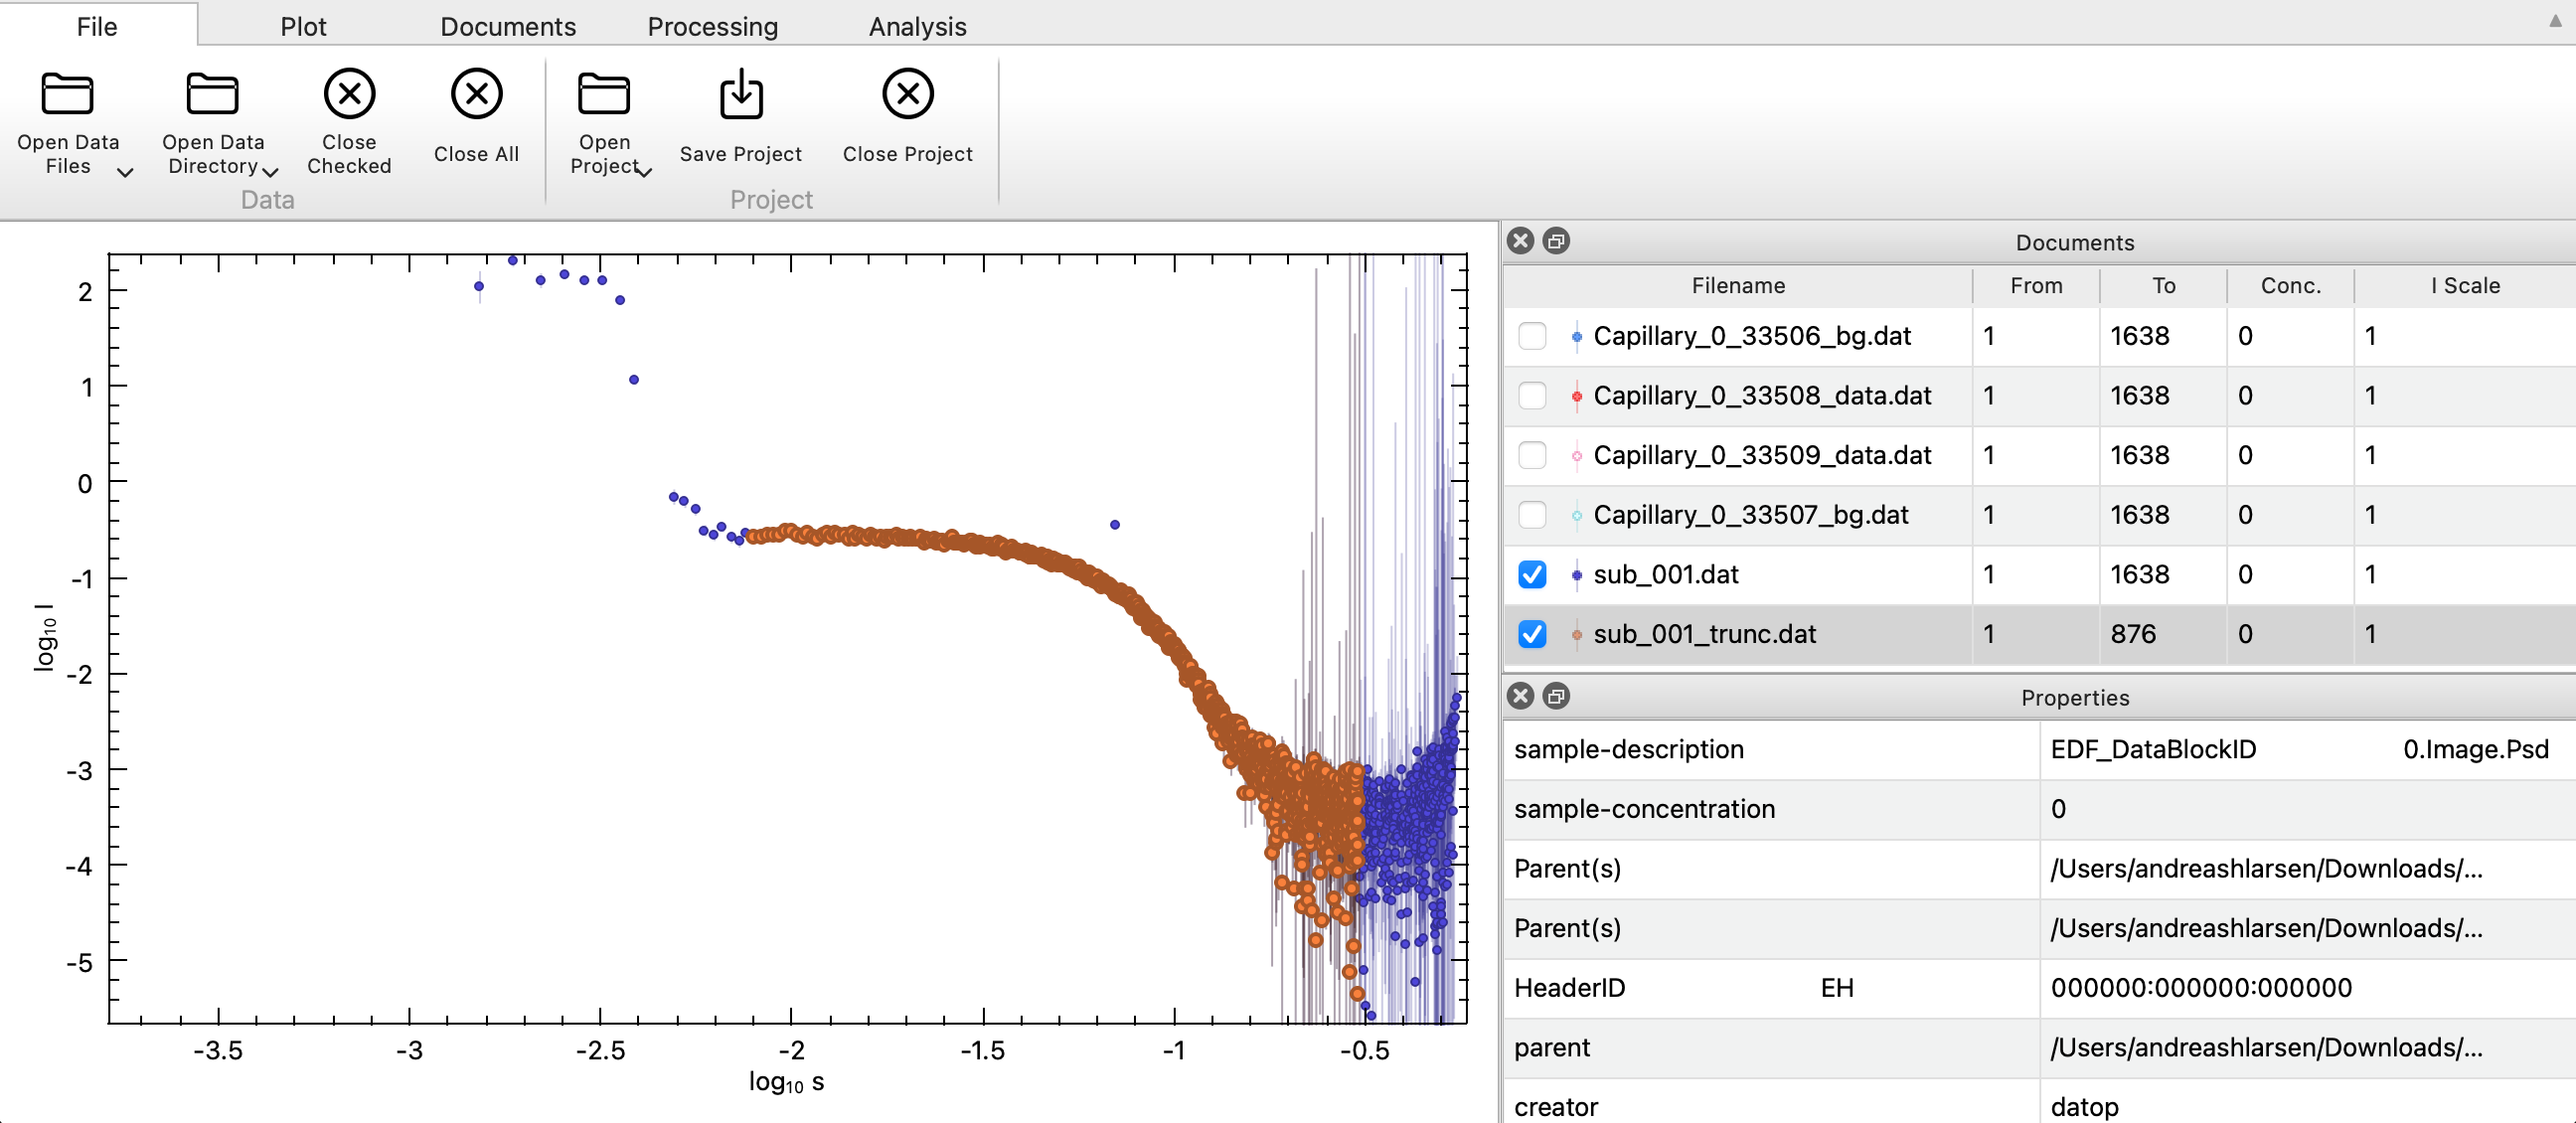 File Plot Documents Processing Analysis
Open Data Files
Open Data Directory
Close Checked
Close All
Open Project
Save Project
Close Project
Data
Project
2
1
0
-1
-2
-3
-4
-5
log₁₀ I
-3.5 -3 -2.5 -2 -1.5 -1 -0.5
log₁₀ s
Documents
Filename From To Conc. I Scale
Capillary_0_33506_bg.dat 1 1638 0 1
Capillary_0_33508_data.dat 1 1638 0 1
Capillary_0_33509_data.dat 1 1638 0 1
Capillary_0_33507_bg.dat 1 1638 0 1
sub_001.dat 1 1638 0 1
sub_001_trunc.dat 1 876 0 1
Properties
sample-description EDF_DataBlockID 0.Image.Psd
sample-concentration 0
Parent(s) /Users/andreashlarsen/Downloads/...
Parent(s) /Users/andreashlarsen/Downloads/...
HeaderID EH 000000:000000:000000
parent /Users/andreashlarsen/Downloads/...
creator datop